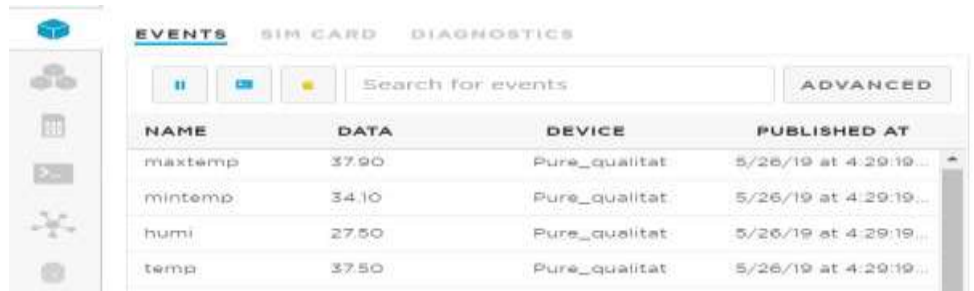 EVENTS SIM CARD DIAGNOSTICS
Search for events ADVANCED
NAME DATA DEVICE PUBLISHED AT
maxtemp 37.90 Pure_qualitat 5/26/19 at 4:29:19...
mintemp 34.10 Pure_qualitat 5/26/19 at 4:29:19...
humi 27.50 Pure_qualitat 5/26/19 at 4:29:19...
temp 37.50 Pure_qualitat 5/26/19 at 4:29:19...